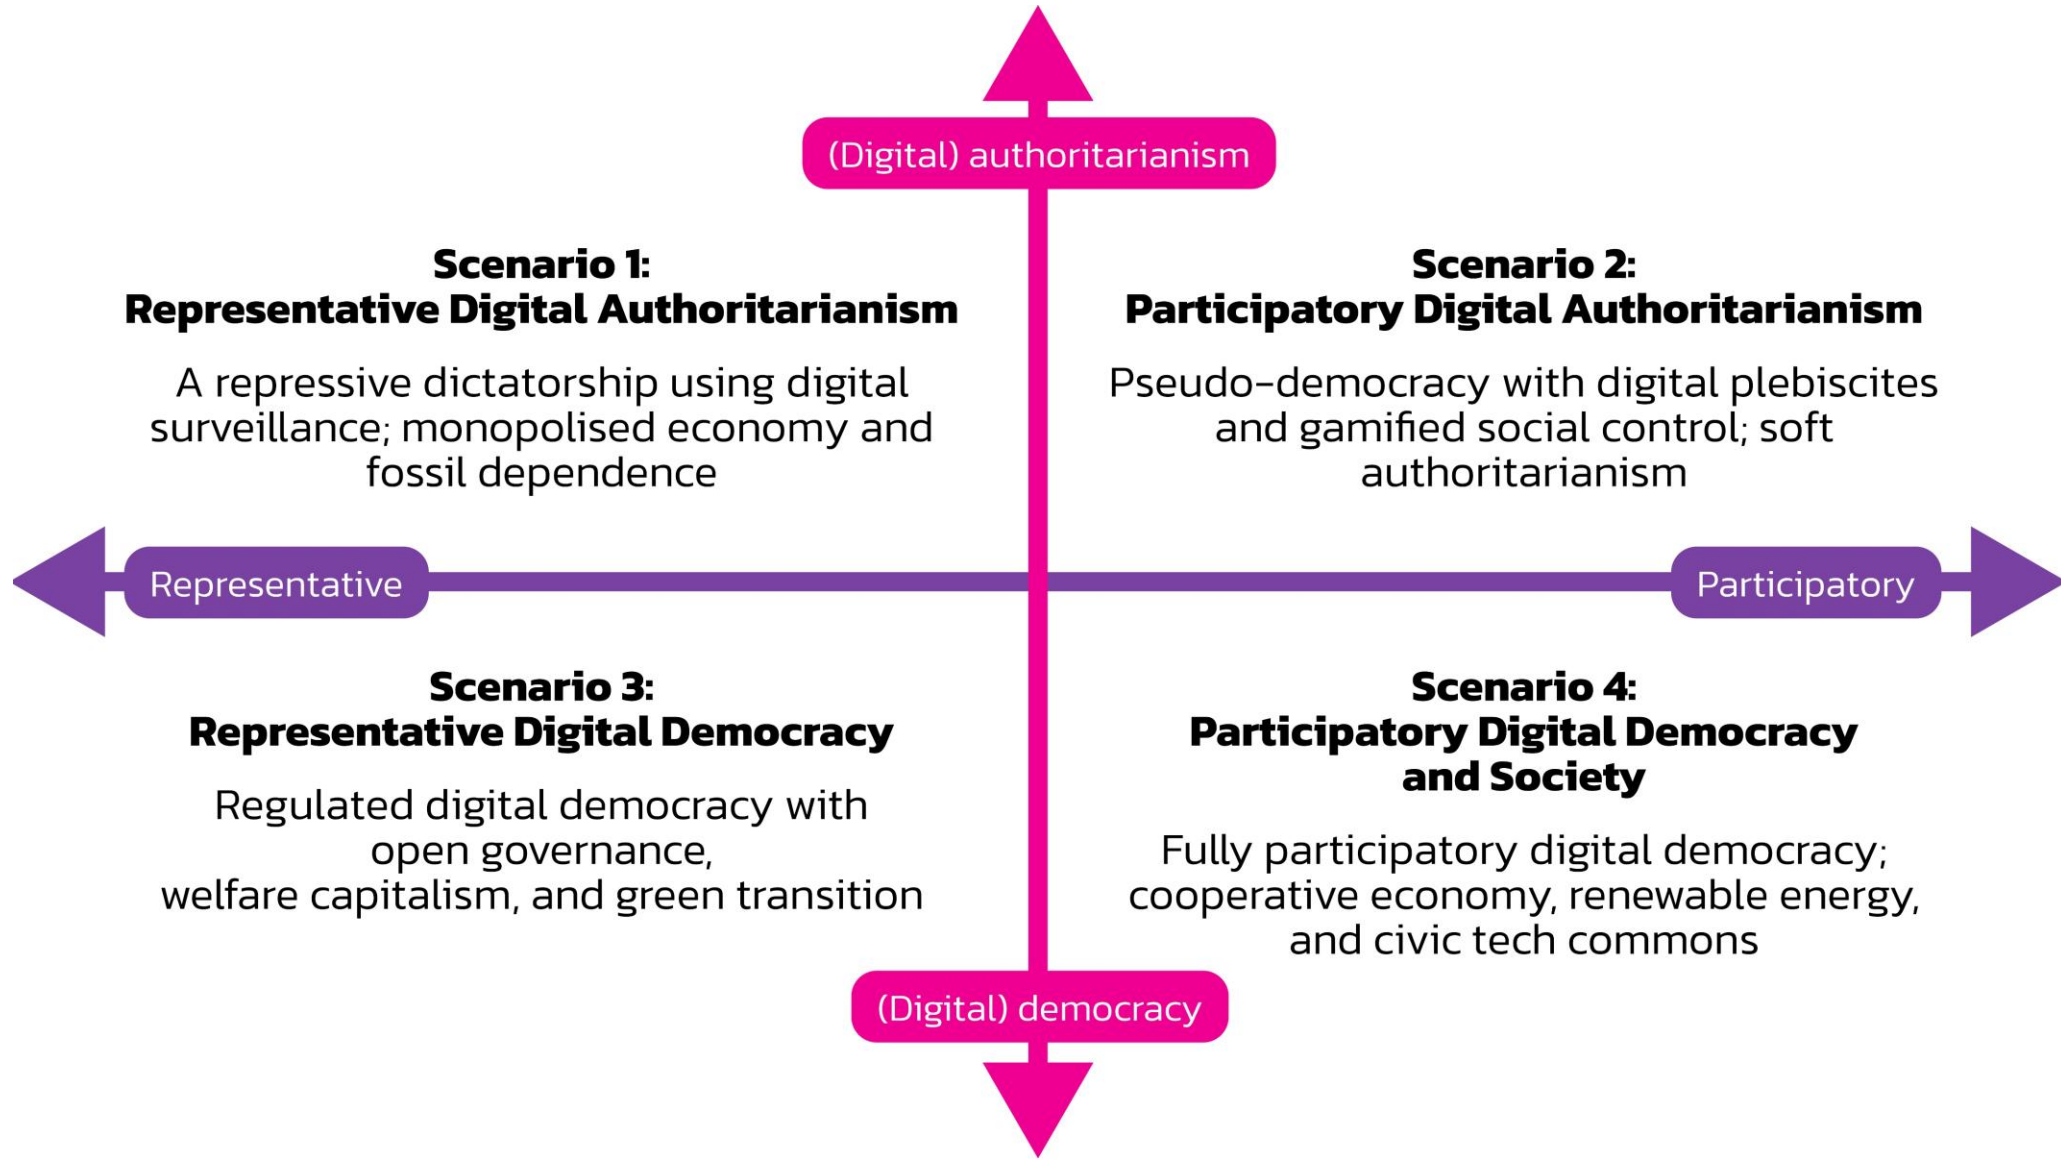 (Digital) authoritarianism
Scenario 1:
Representative Digital Authoritarianism
A repressive dictatorship using digital
surveillance; monopolised economy and
fossil dependence
Scenario 2:
Participatory Digital Authoritarianism
Pseudo-democracy with digital plebiscites
and gamified social control; soft
authoritarianism
Representative
Participatory
Scenario 3:
Representative Digital Democracy
Regulated digital democracy with
open governance,
welfare capitalism, and green transition
Scenario 4:
Participatory Digital Democracy
and Society
Fully participatory digital democracy;
cooperative economy, renewable energy,
and civic tech commons
(Digital) democracy